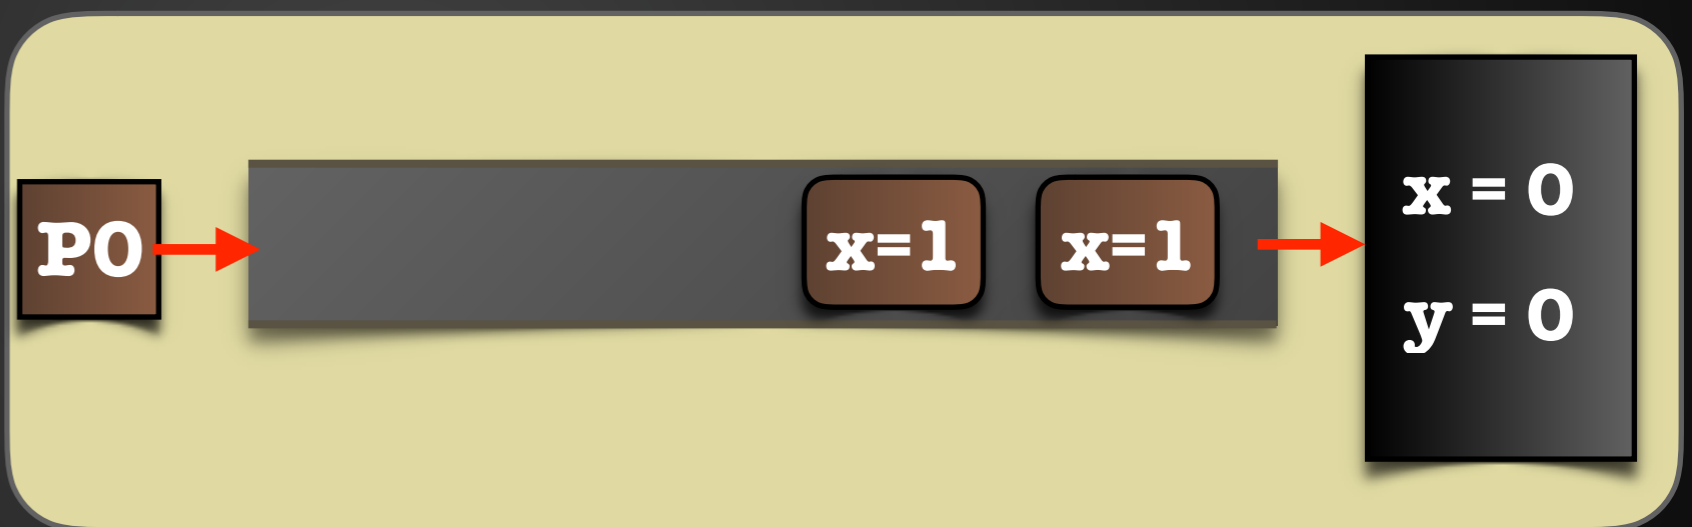 P0
x=1
x=1
x = 0
y = 0